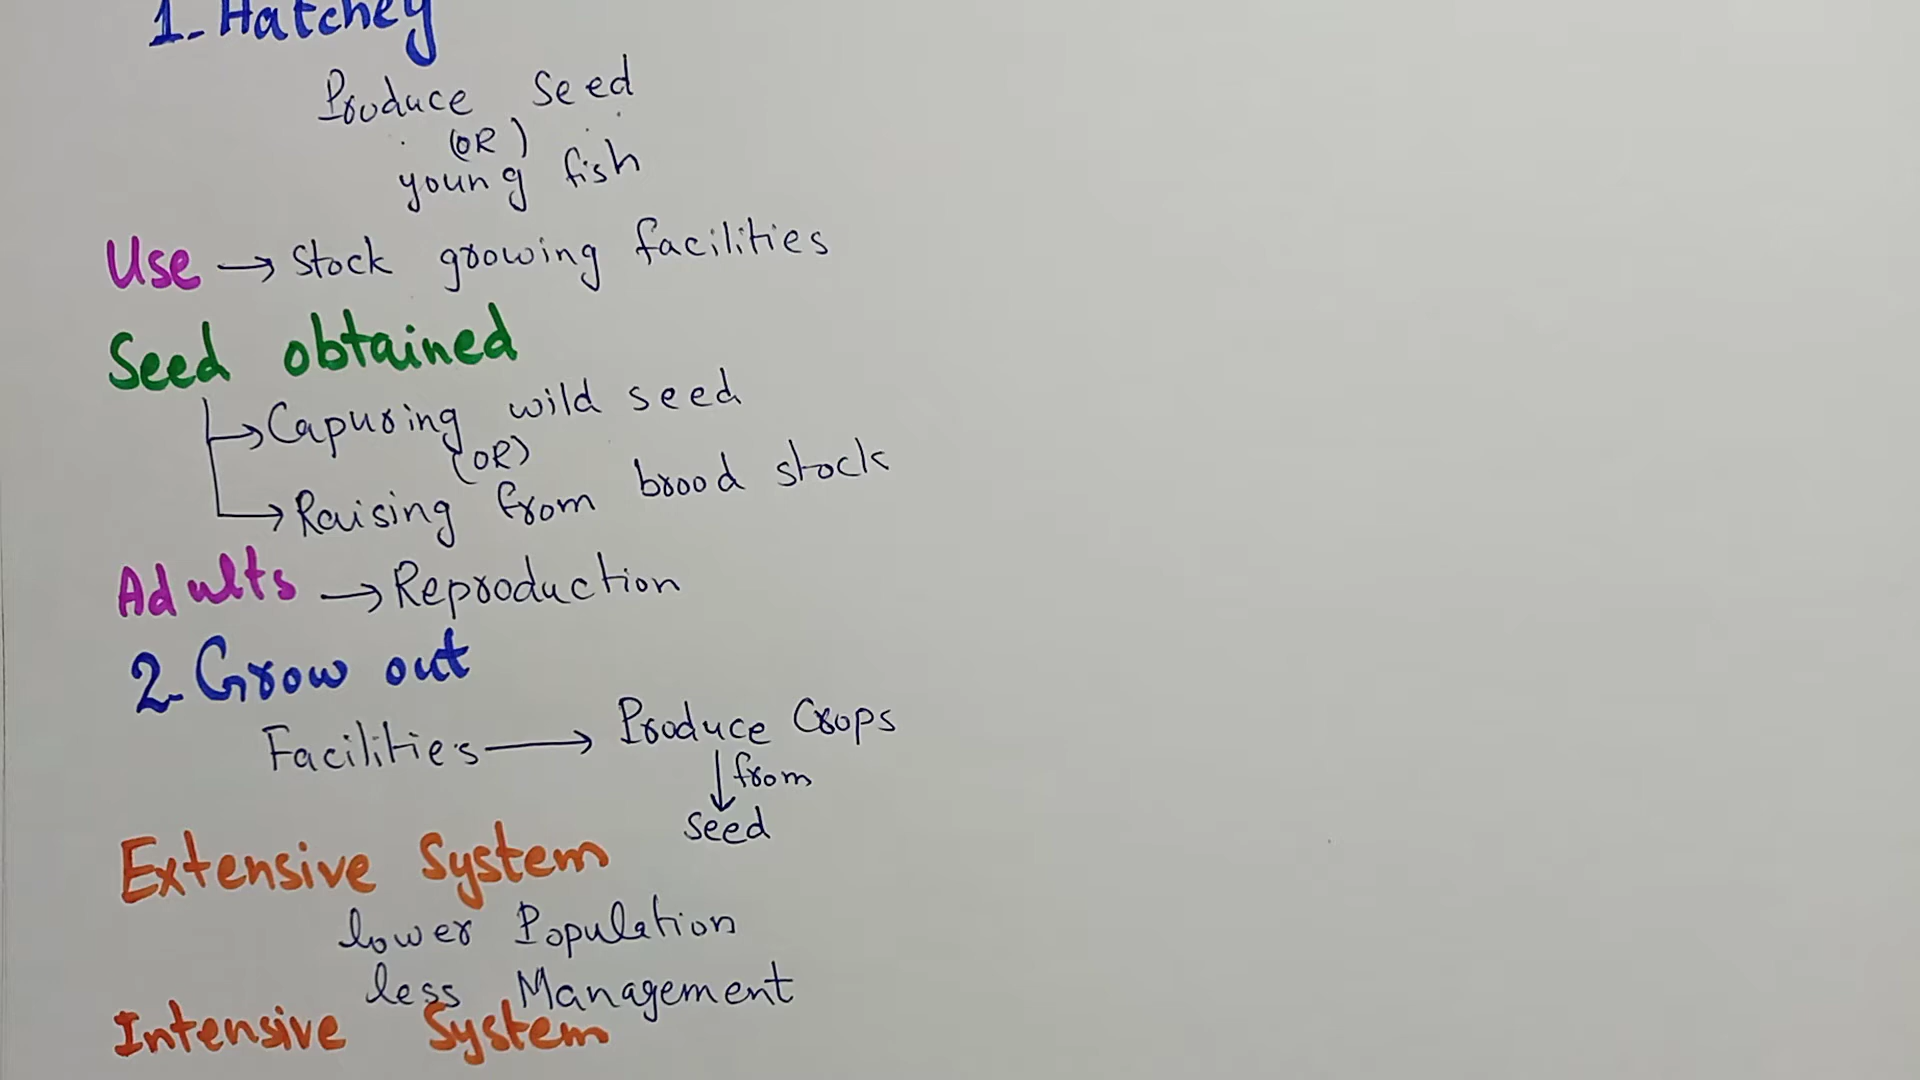 1. Hatchey
Produce Seed
(OR)
young fish
Use → Stock growing facilities
Seed obtained
→ Capuring wild seed
(OR)
→ Raising from brood stock
Adults → Reproduction
2. Grow out
Facilities → Produce Crops
↓ from
Seed
Extensive System
lower Population
less Management
Intensive System